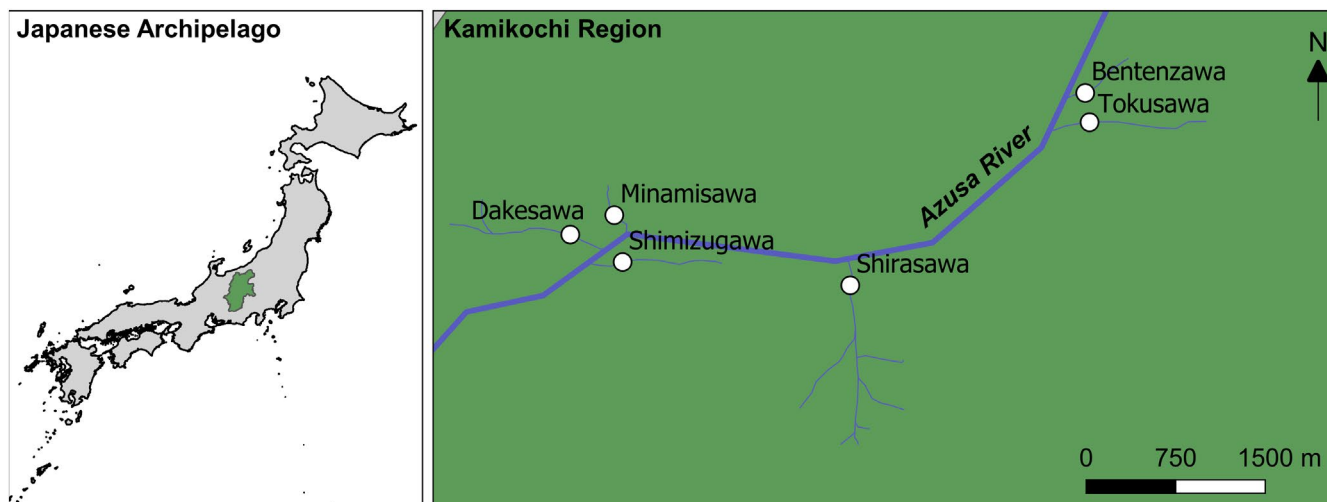 Japanese Archipelago
Kamikochi Region
N
Bentenzawa
Tokusawa
Azusa River
Minamisawa
Dakesawa
Shimizugawa
Shirasawa
0 750 1500 m